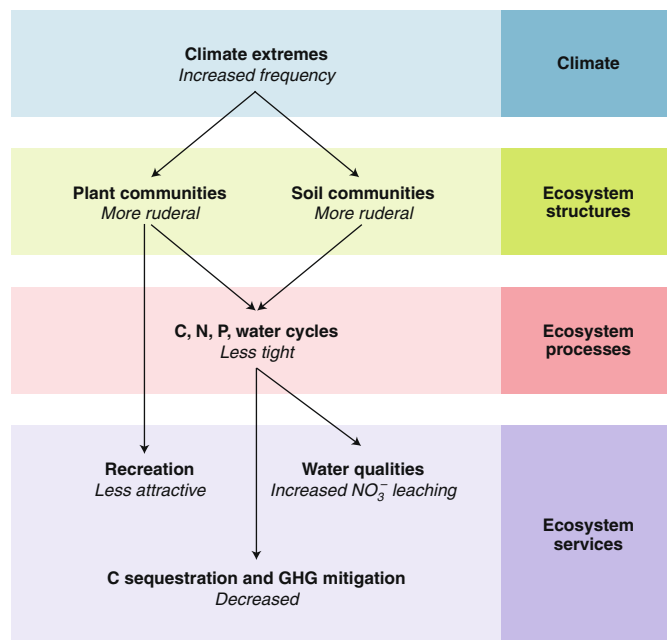 Climate extremes
Increased frequency
Climate
Plant communities
More ruderal
Soil communities
More ruderal
Ecosystem
structures
C, N, P, water cycles
Less tight
Ecosystem
processes
Recreation
Less attractive
Water qualities
Increased NO₃⁻ leaching
C sequestration and GHG mitigation
Decreased
Ecosystem
services